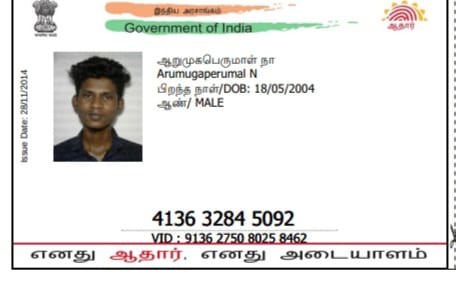 இந்திய அரசாங்கம்
Government of India
ஆதார்
Issue Date: 28/11/2014
ஆறுமுகபெருமாள் நா
Arumugaperumal N
பிறந்த நாள்/DOB: 18/05/2004
ஆண்/ MALE
4136 3284 5092
VID : 9136 2750 8025 8462
எனது ஆதார், எனது அடையாளம்